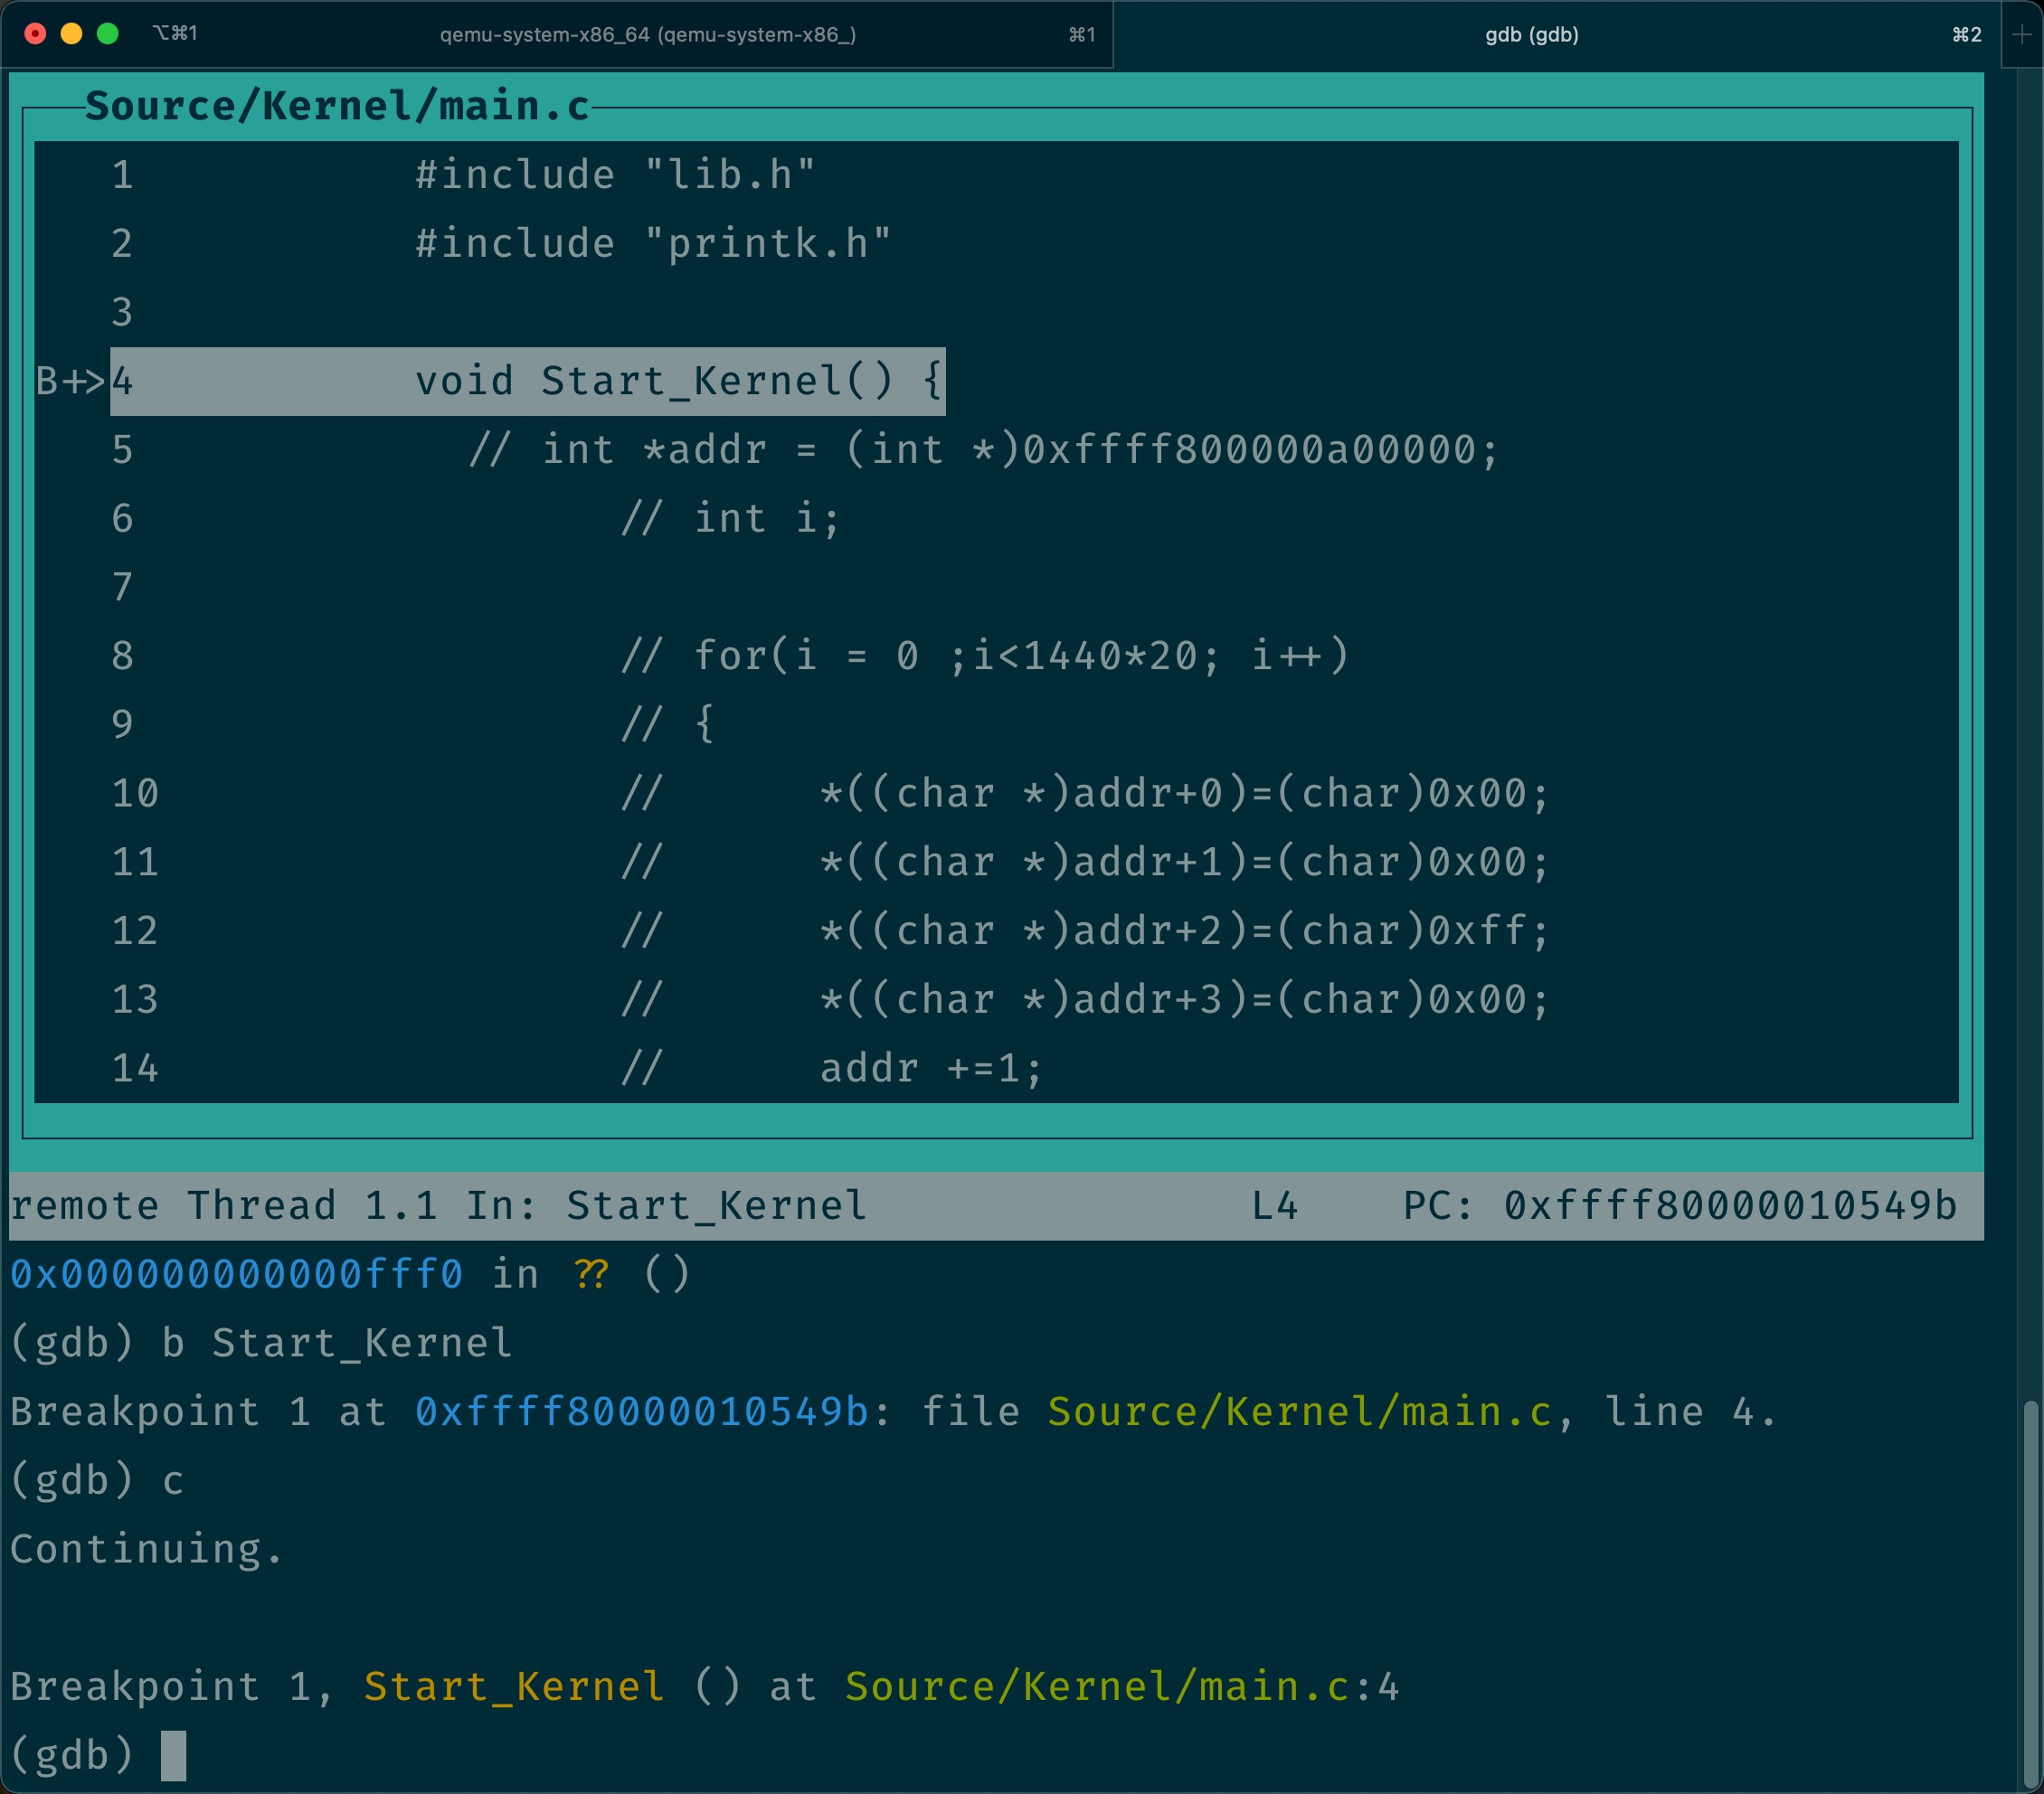 ⌥⌘1 qemu-system-x86_64 (qemu-system-x86_) ⌘1 gdb (gdb) ⌘2 +
Source/Kernel/main.c
1 #include "lib.h"
2 #include "printk.h"
3
B+>4 void Start_Kernel() {
5 // int *addr = (int *)0xffff800000a00000;
6 // int i;
7
8 // for(i = 0 ;i<1440*20; i++)
9 // {
10 // *((char *)addr+0)=(char)0x00;
11 // *((char *)addr+1)=(char)0x00;
12 // *((char *)addr+2)=(char)0xff;
13 // *((char *)addr+3)=(char)0x00;
14 // addr +=1;
remote Thread 1.1 In: Start_Kernel L4 PC: 0xffff80000010549b
0x000000000000fff0 in ?? ()
(gdb) b Start_Kernel
Breakpoint 1 at 0xffff80000010549b: file Source/Kernel/main.c, line 4.
(gdb) c
Continuing.
Breakpoint 1, Start_Kernel () at Source/Kernel/main.c:4
(gdb)